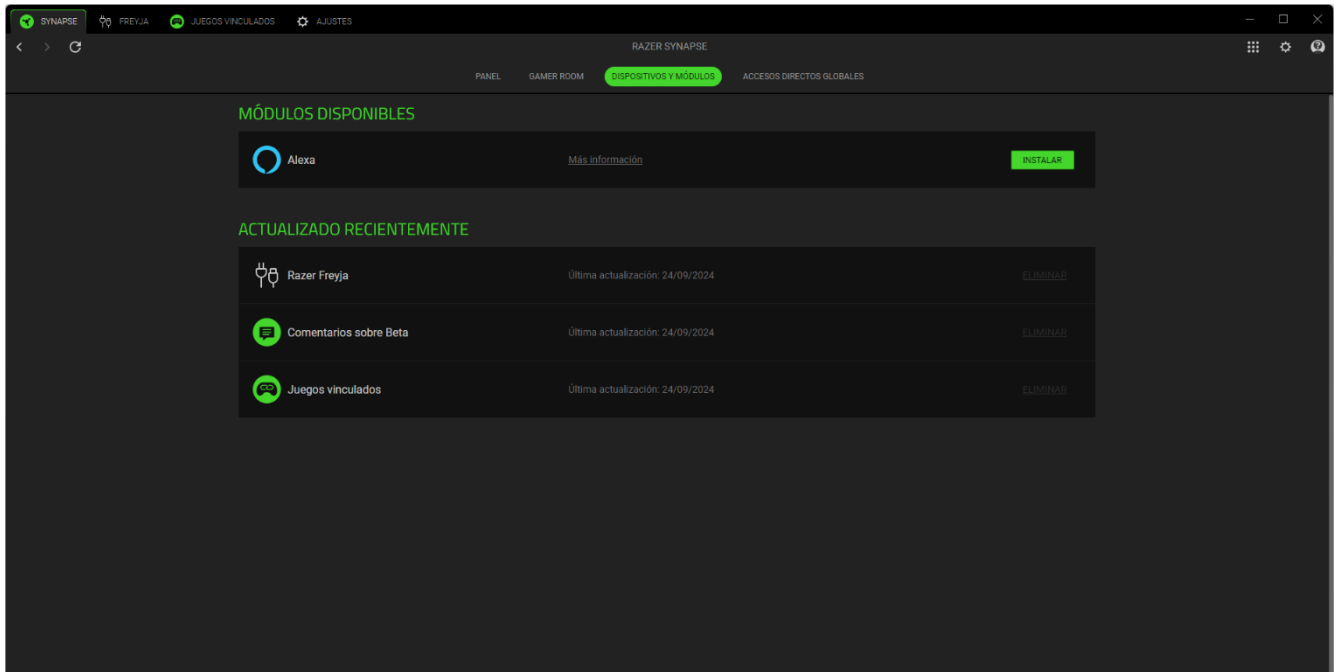 SYNAPSE FREYJA JUEGOS VINCULADOS AJUSTES
RAZER SYNAPSE
PANEL GAMER ROOM DISPOSITIVOS Y MÓDULOS ACCESOS DIRECTOS GLOBALES
MÓDULOS DISPONIBLES
Alexa Más información INSTALAR
ACTUALIZADO RECIENTEMENTE
Razer Freyja Última actualización: 24/09/2024 ELIMINAR
Comentarios sobre Beta Última actualización: 24/09/2024 ELIMINAR
Juegos vinculados Última actualización: 24/09/2024 ELIMINAR